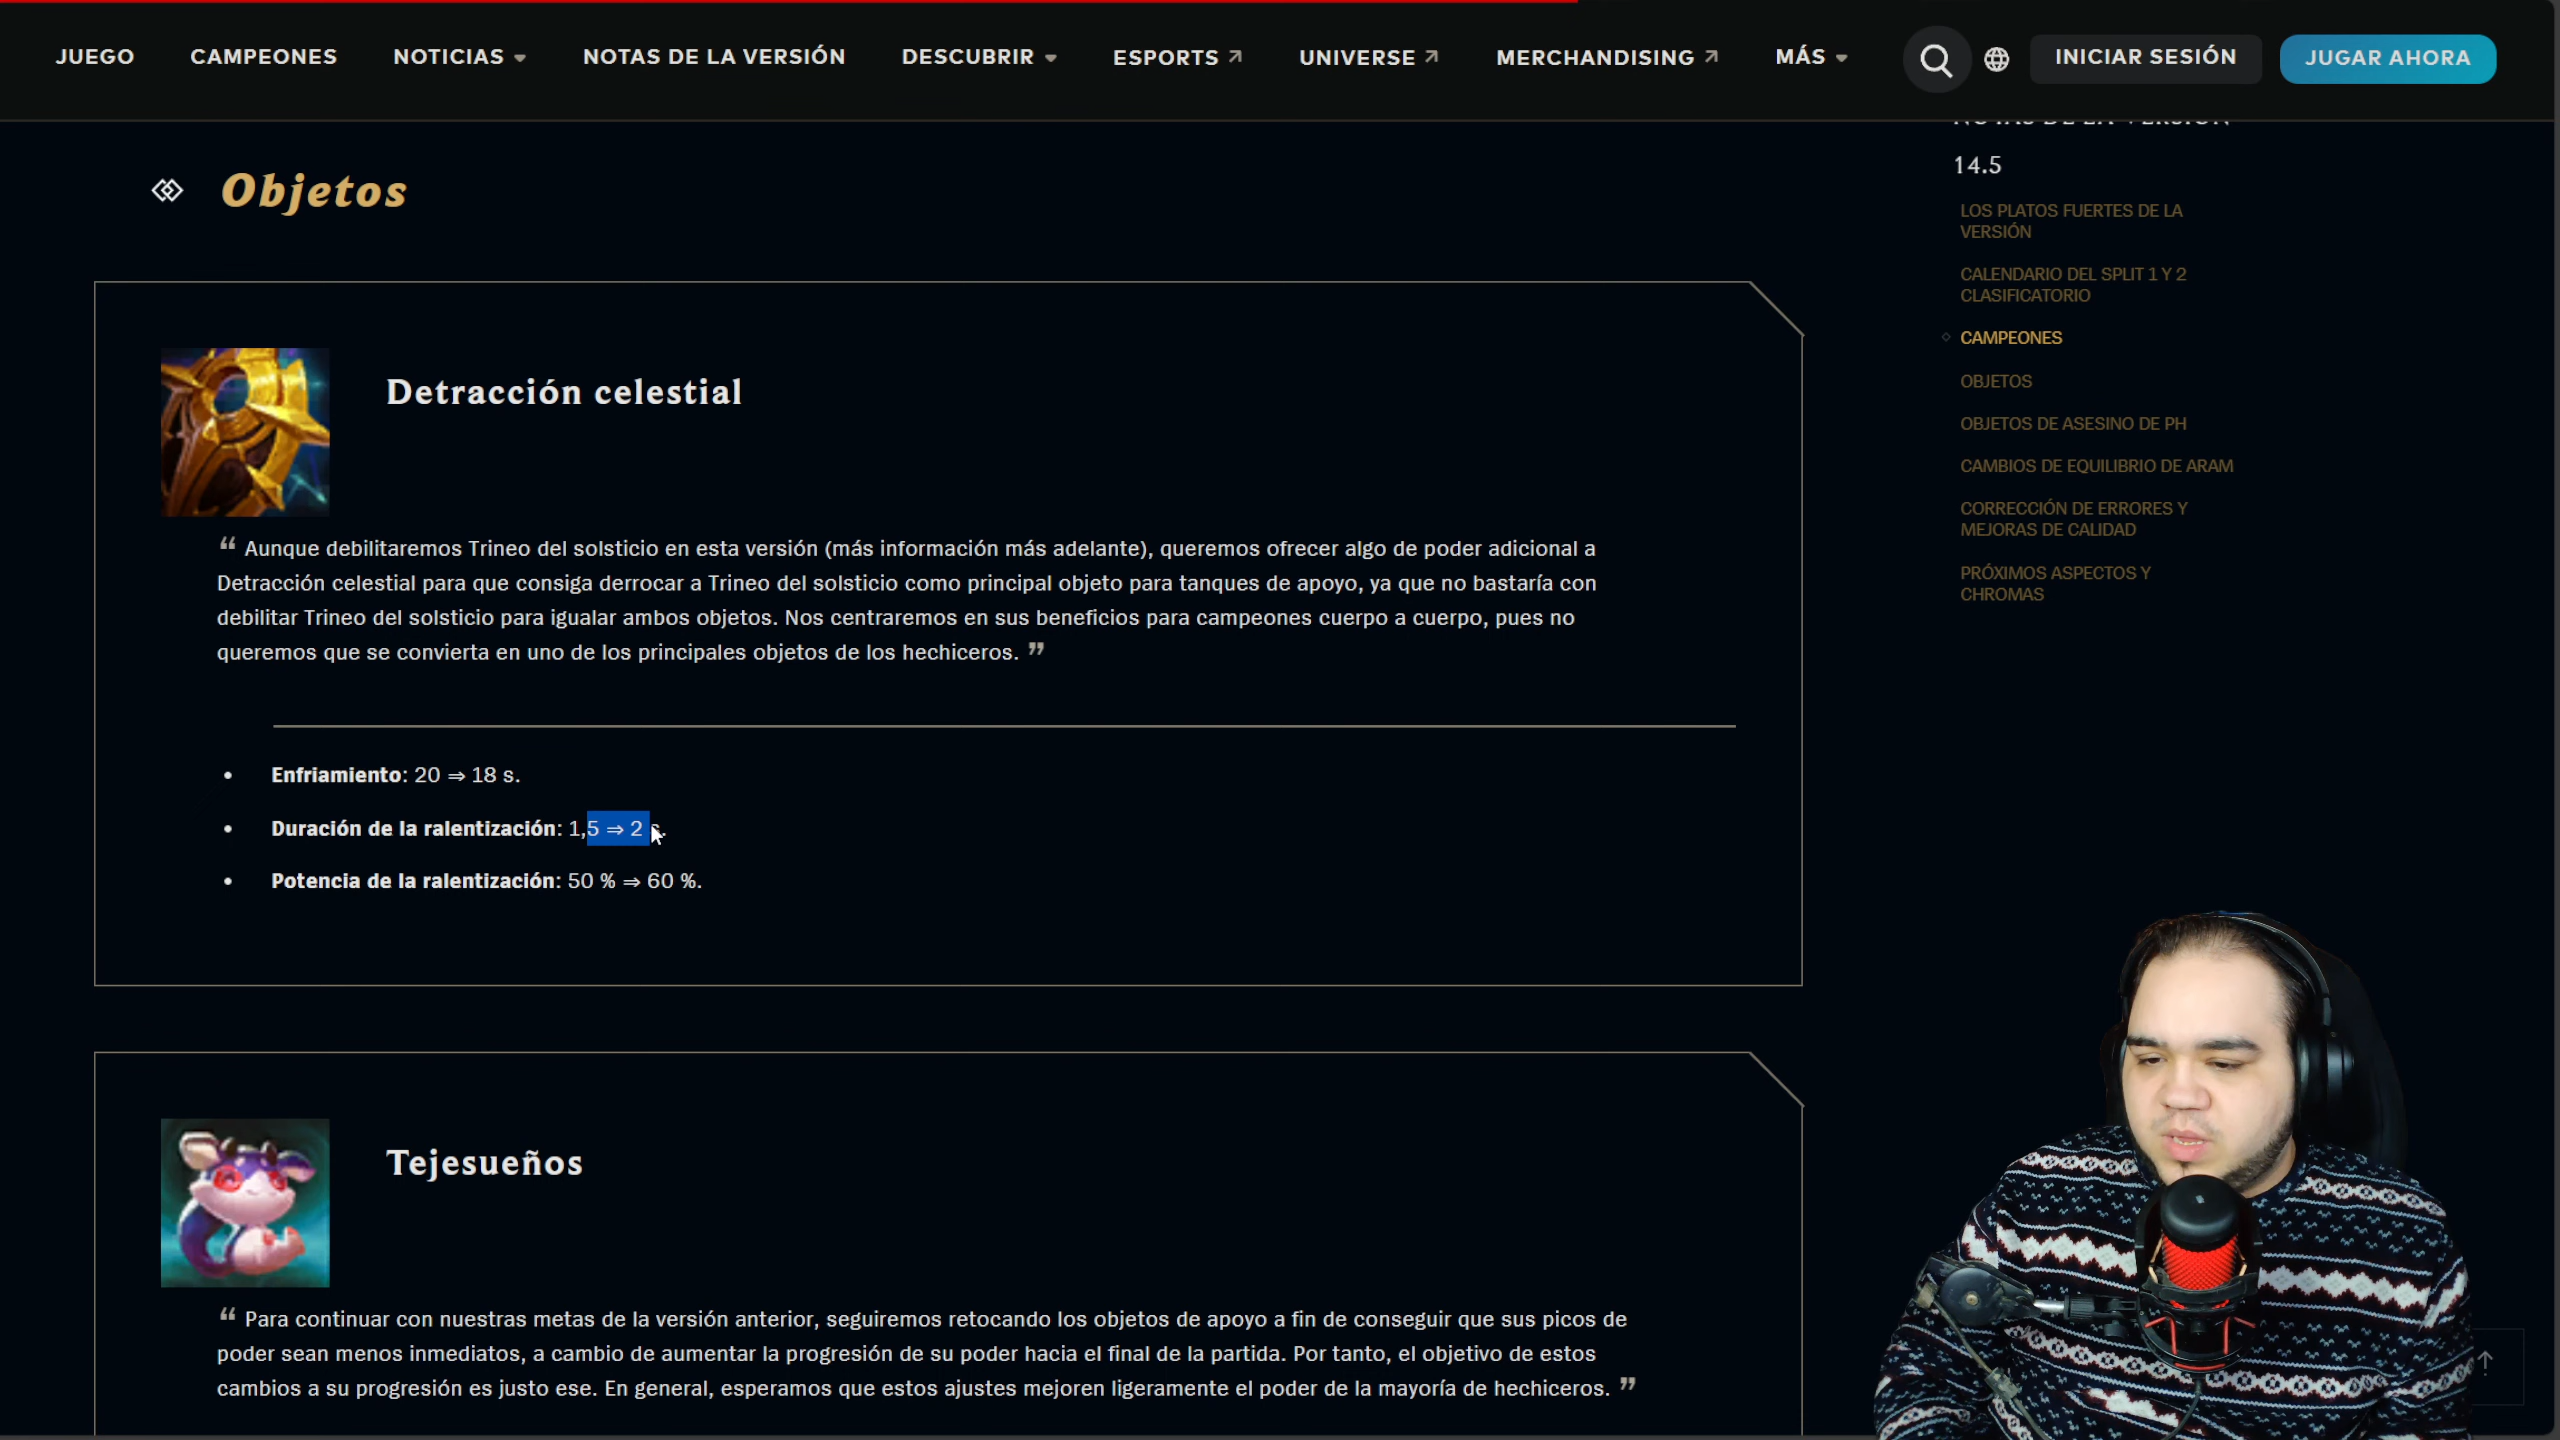 JUEGO CAMPEONES NOTICIAS NOTAS DE LA VERSIÓN DESCUBRIR ESPORTS UNIVERSE MERCHANDISING MÁS INICIAR SESIÓN JUGAR AHORA
NOTAS DE LA VERSIÓN
14.5
LOS PLATOS FUERTES DE LA
VERSIÓN
CALENDARIO DEL SPLIT 1 Y 2
CLASIFICATORIO
CAMPEONES
OBJETOS
OBJETOS DE ASESINO DE PH
CAMBIOS DE EQUILIBRIO DE ARAM
CORRECCIÓN DE ERRORES Y
MEJORAS DE CALIDAD
PRÓXIMOS ASPECTOS Y
CHROMAS
Objetos
Detracción celestial
“ Aunque debilitaremos Trineo del solsticio en esta versión (más información más adelante), queremos ofrecer algo de poder adicional a
Detracción celestial para que consiga derrocar a Trineo del solsticio como principal objeto para tanques de apoyo, ya que no bastaría con
debilitar Trineo del solsticio para igualar ambos objetos. Nos centraremos en sus beneficios para campeones cuerpo a cuerpo, pues no
queremos que se convierta en uno de los principales objetos de los hechiceros. ”
• Enfriamiento: 20 ⇒ 18 s.
• Duración de la ralentización: 1,5 ⇒ 2 s.
• Potencia de la ralentización: 50 % ⇒ 60 %.
Tejesueños
“ Para continuar con nuestras metas de la versión anterior, seguiremos retocando los objetos de apoyo a fin de conseguir que sus picos de
poder sean menos inmediatos, a cambio de aumentar la progresión de su poder hacia el final de la partida. Por tanto, el objetivo de estos
cambios a su progresión es justo ese. En general, esperamos que estos ajustes mejoren ligeramente el poder de la mayoría de hechiceros. ”